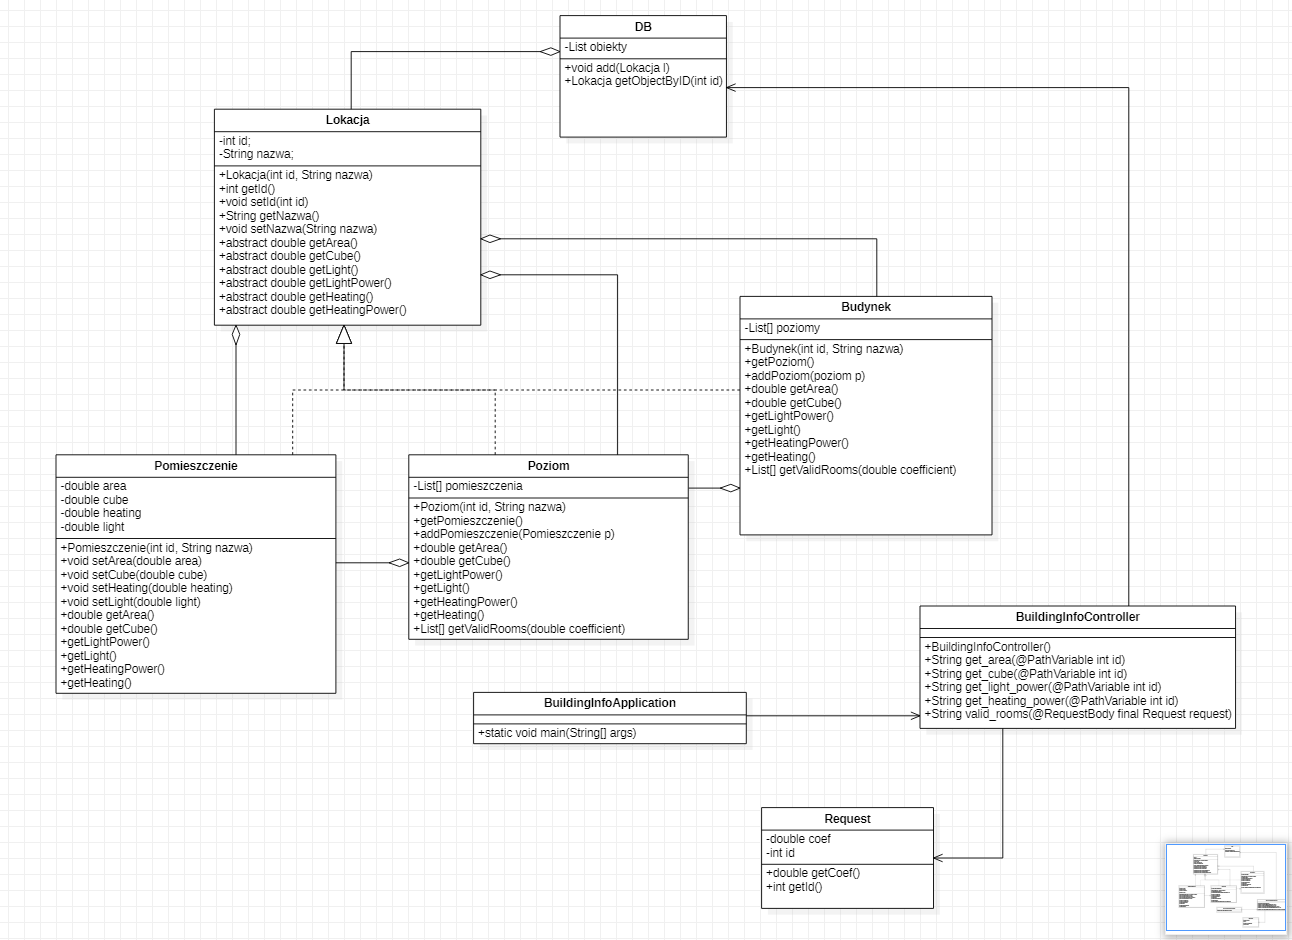 DB
-List obiekty
+void add(Lokacja l)
+Lokacja getObjectByID(int id)
Lokacja
-int id;
-String nazwa;
+Lokacja(int id, String nazwa)
+int getId()
+void setId(int id)
+String getNazwa()
+void setNazwa(String nazwa)
+abstract double getArea()
+abstract double getCube()
+abstract double getLight()
+abstract double getLightPower()
+abstract double getHeating()
+abstract double getHeatingPower()
Budynek
-List[] poziomy
+Budynek(int id, String nazwa)
+getPoziom()
+addPoziom(poziom p)
+double getArea()
+double getCube()
+getLightPower()
+getLight()
+getHeatingPower()
+getHeating()
+List[] getValidRooms(double coefficient)
Pomieszczenie
-double area
-double cube
-double heating
-double light
+Pomieszczenie(int id, String nazwa)
+void setArea(double area)
+void setCube(double cube)
+void setHeating(double heating)
+void setLight(double light)
+double getArea()
+double getCube()
+getLightPower()
+getLight()
+getHeatingPower()
+getHeating()
Poziom
-List[] pomieszczenia
+Poziom(int id, String nazwa)
+getPomieszczenie()
+addPomieszczenie(Pomieszczenie p)
+double getArea()
+double getCube()
+getLightPower()
+getLight()
+getHeatingPower()
+getHeating()
+List[] getValidRooms(double coefficient)
BuildingInfoController
+BuildingInfoController()
+String get_area(@PathVariable int id)
+String get_cube(@PathVariable int id)
+String get_light_power(@PathVariable int id)
+String get_heating_power(@PathVariable int id)
+String valid_rooms(@RequestBody final Request request)
BuildingInfoApplication
+static void main(String[] args)
Request
-double coef
-int id
+double getCoef()
+int getId()